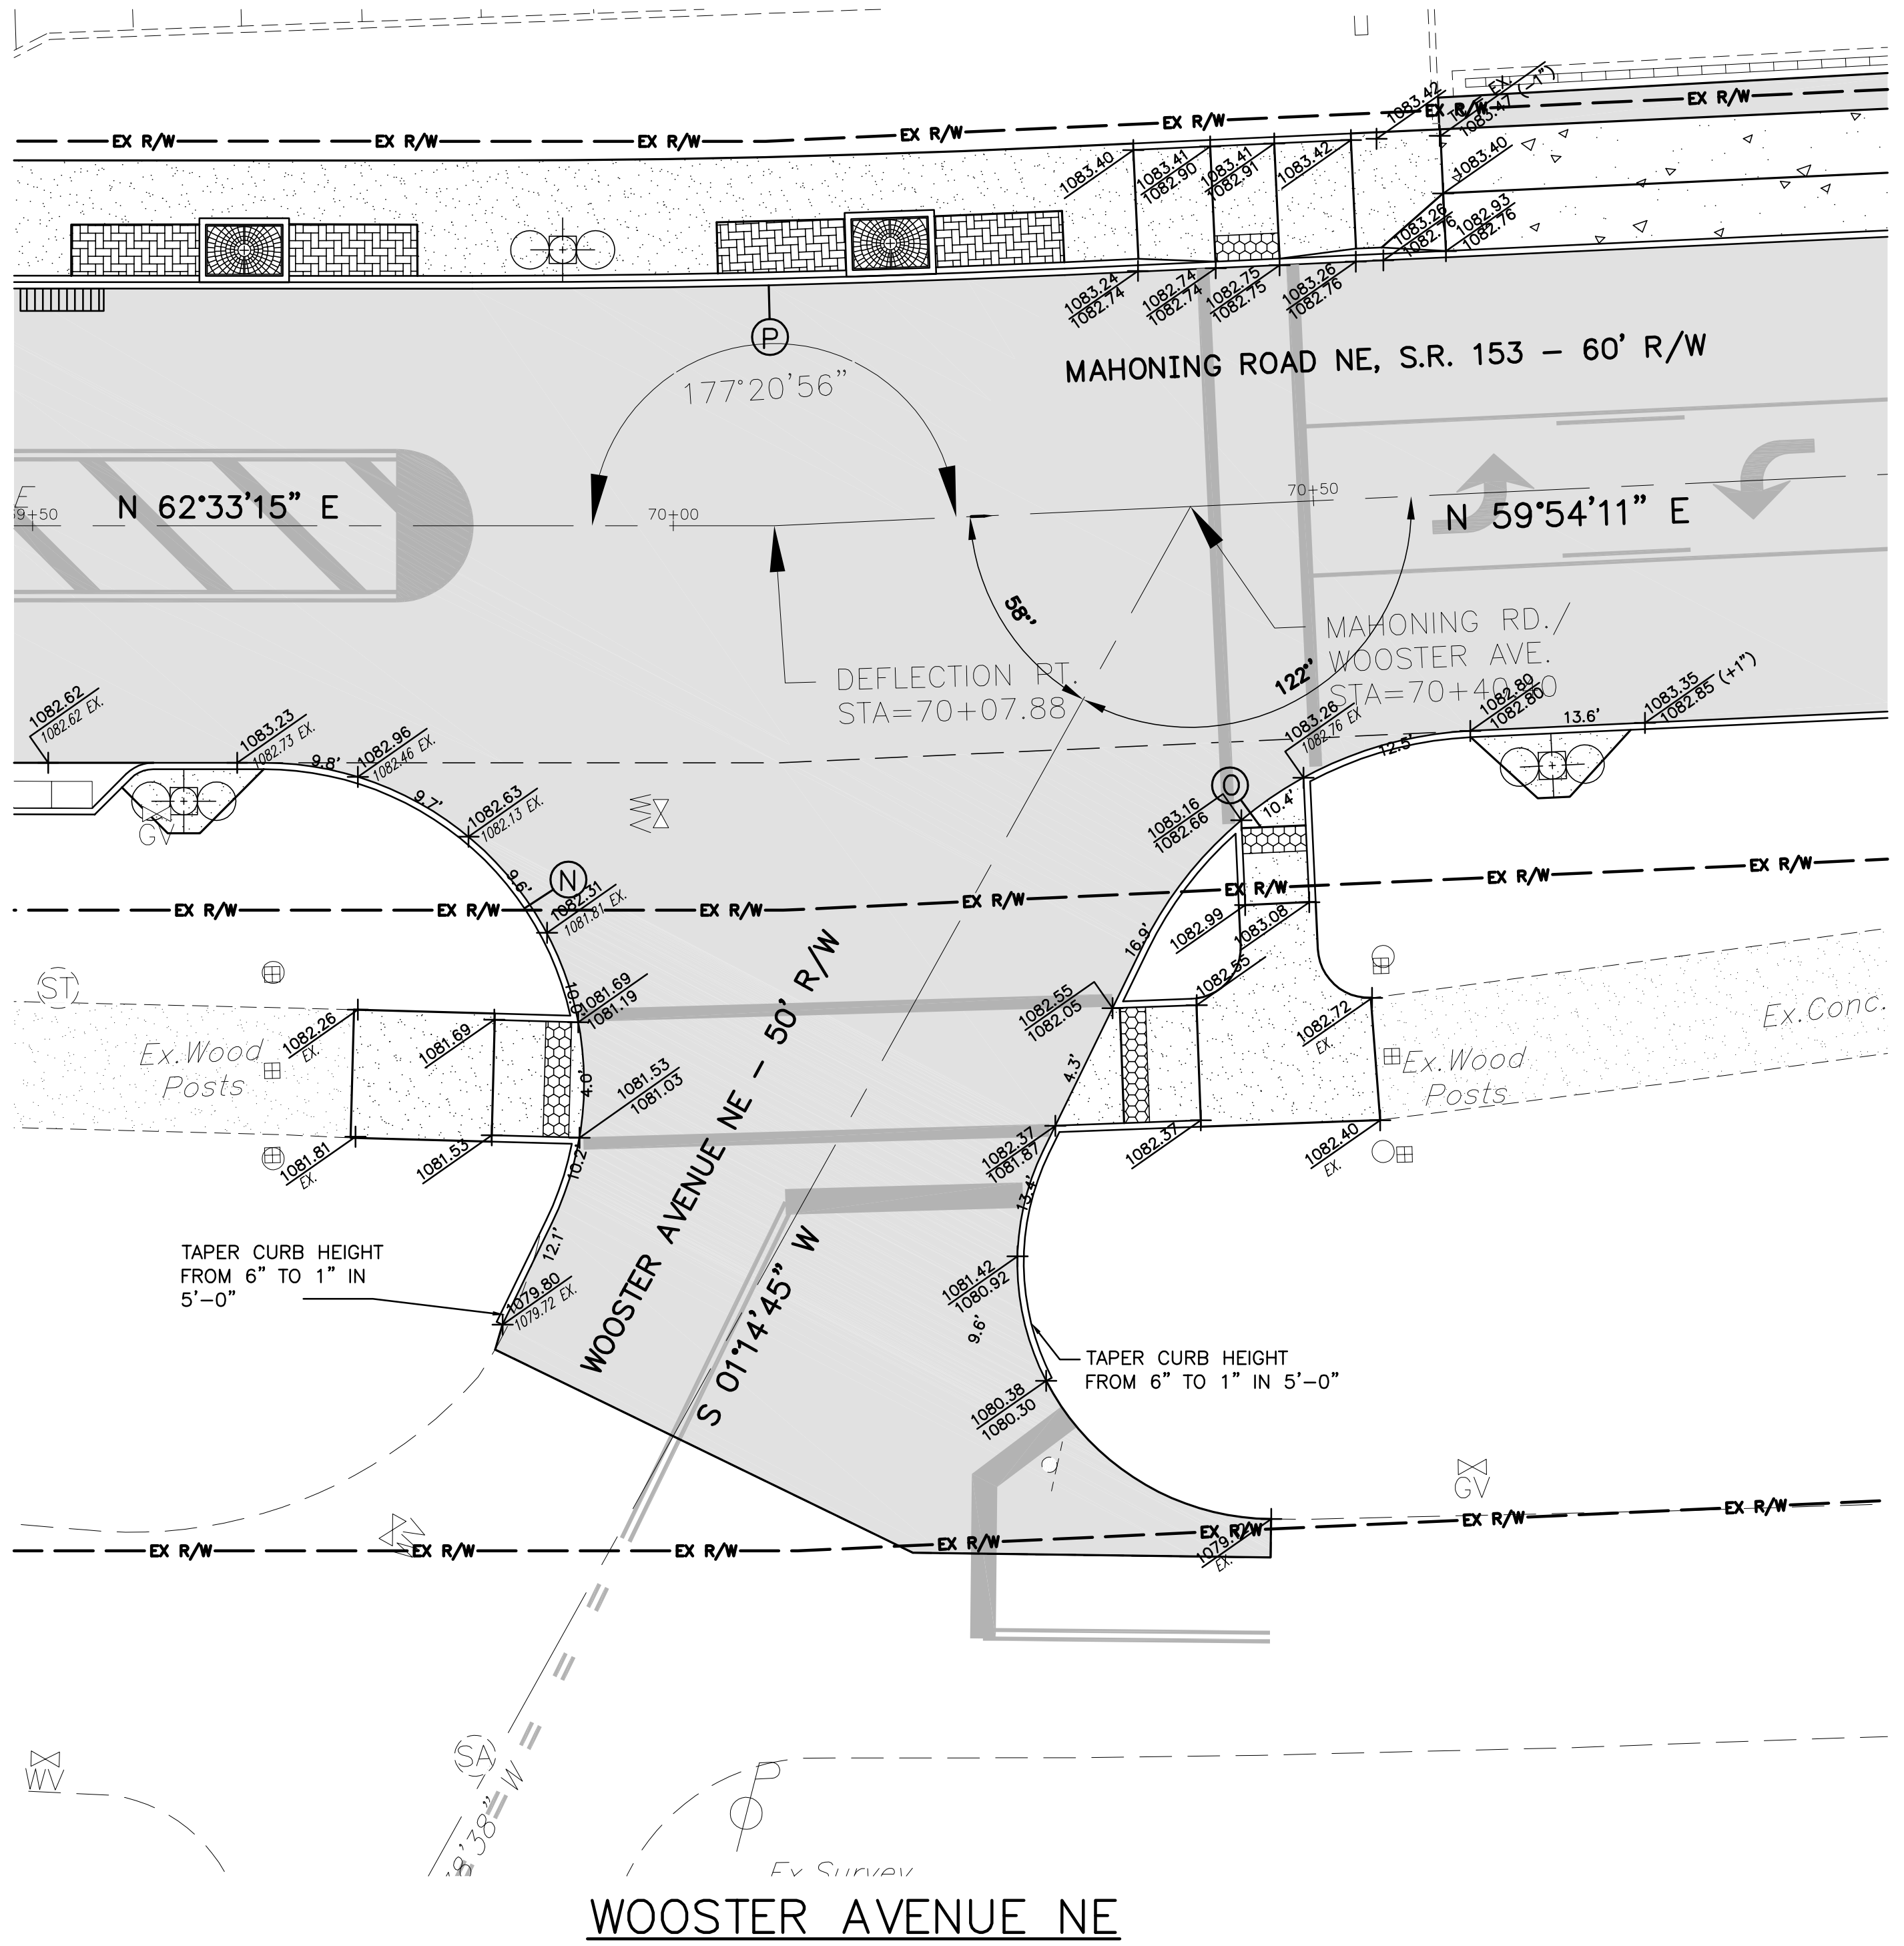 EX R/W
EX R/W
EX R/W
EX R/W
EX R/W
EX R/W
EX R/W
1083.42
1083.47 (−1")
1083.40
1083.41
1082.90
1083.41
1082.91
1083.42
1083.40
1083.26
1082.76
1082.93
1082.76
1083.24
1082.74
1082.74
1082.74
1082.75
1082.75
1083.26
1082.76
P
177°20'56"
MAHONING ROAD NE, S.R. 153 − 60' R/W
N 62°33'15" E
70+00
70+50
N 59°54'11" E
58°'
122°'
DEFLECTION PT.
STA=70+07.88
MAHONING RD./
WOOSTER AVE.
1082.62
1082.62 EX.
1083.23
1082.73 EX.
9.8'
1082.96
1082.46 EX.
9.7'
1082.63
1082.13 EX.
9.6'
N
1082.31
1081.81 EX.
1083.26
1082.76 EX
12.5'
1082.80
1082.80
13.6'
1083.35
1082.85 (+1")
GV
O
10.4'
1083.16
1082.66
EX R/W
EX R/W
EX R/W
EX R/W
EX R/W
EX R/W
EX R/W
16.9'
1082.99
1083.08
1082.55
ST
10.0'
1081.69
1081.19
1082.55
1082.05
1082.26
EX.
1081.69
1082.72
EX.
Ex.Conc.
Ex.Wood
Posts
Ex.Wood
Posts
4.0'
1081.53
1081.03
4.3'
1081.81
EX.
1081.53
10.2'
1082.37
1081.87
1082.37
1082.40
EX.
13.4'
WOOSTER AVENUE NE − 50' R/W
S 01°14'45" W
TAPER CURB HEIGHT
FROM 6" TO 1" IN
5'−0"
12.1'
1079.80
1079.72 EX.
1081.42
1080.92
9.6'
TAPER CURB HEIGHT
FROM 6" TO 1" IN 5'−0"
1080.38
1080.30
GV
EX R/W
EX R/W
EX R/W
EX R/W
EX R/W
EX R/W
EX R/W
EX.
WV
SA
8'38" W
P
Ex Survey
WOOSTER AVENUE NE